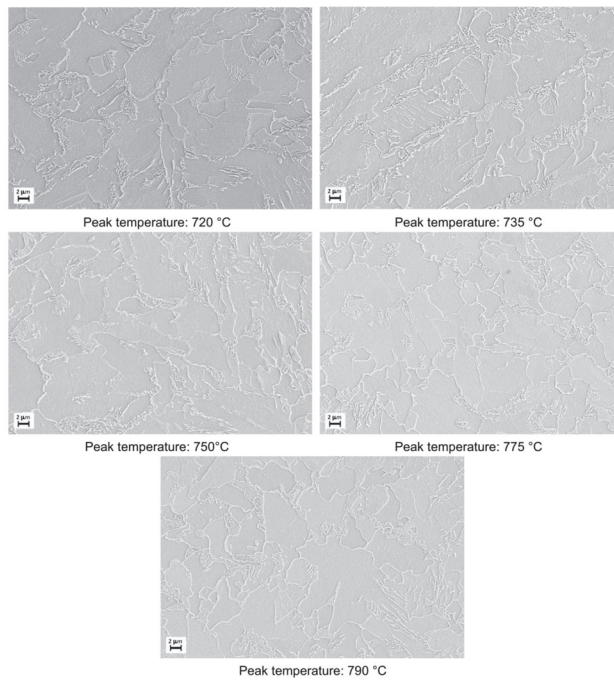 2 µm
2 µm
Peak temperature: 720 °C
Peak temperature: 735 °C
2 µm
2 µm
Peak temperature: 750°C
Peak temperature: 775 °C
2 µm
Peak temperature: 790 °C